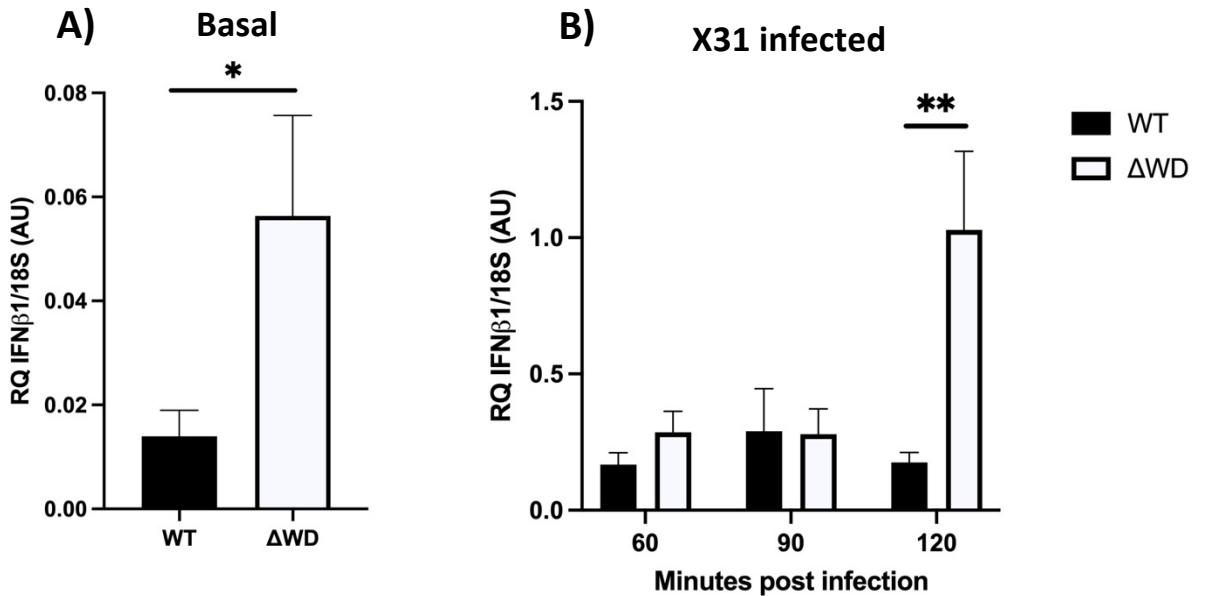 A)
Basal
*
0.08
0.06
0.04
0.02
0.00
RQ IFNβ1/18S (AU)
WT
ΔWD
B)
X31 infected
**
1.5
1.0
0.5
0.0
RQ IFNβ1/18S (AU)
60
90
120
Minutes post infection
WT
ΔWD